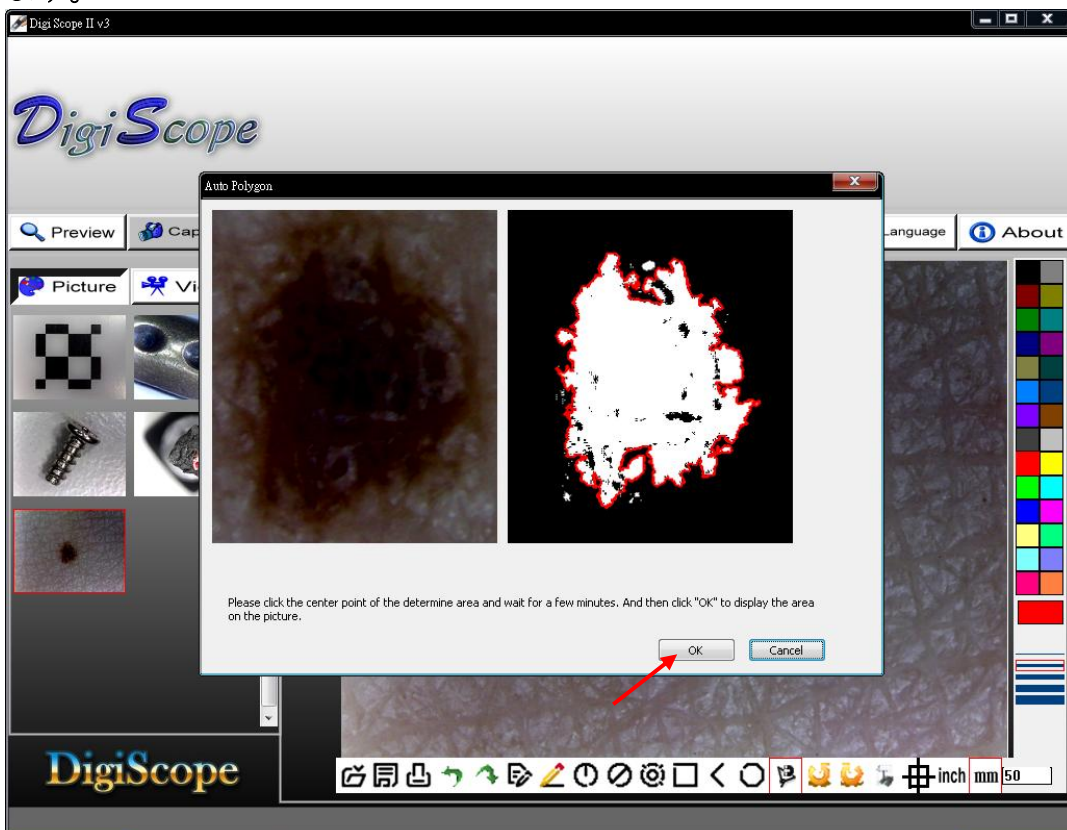 Digi Scope II v3
DigiScope
Auto Polygon
Preview
Cap
Language
About
Picture
Vi
Please click the center point of the determine area and wait for a few minutes. And then click "OK" to display the area
on the picture.
OK
Cancel
DigiScope
inch
mm
50